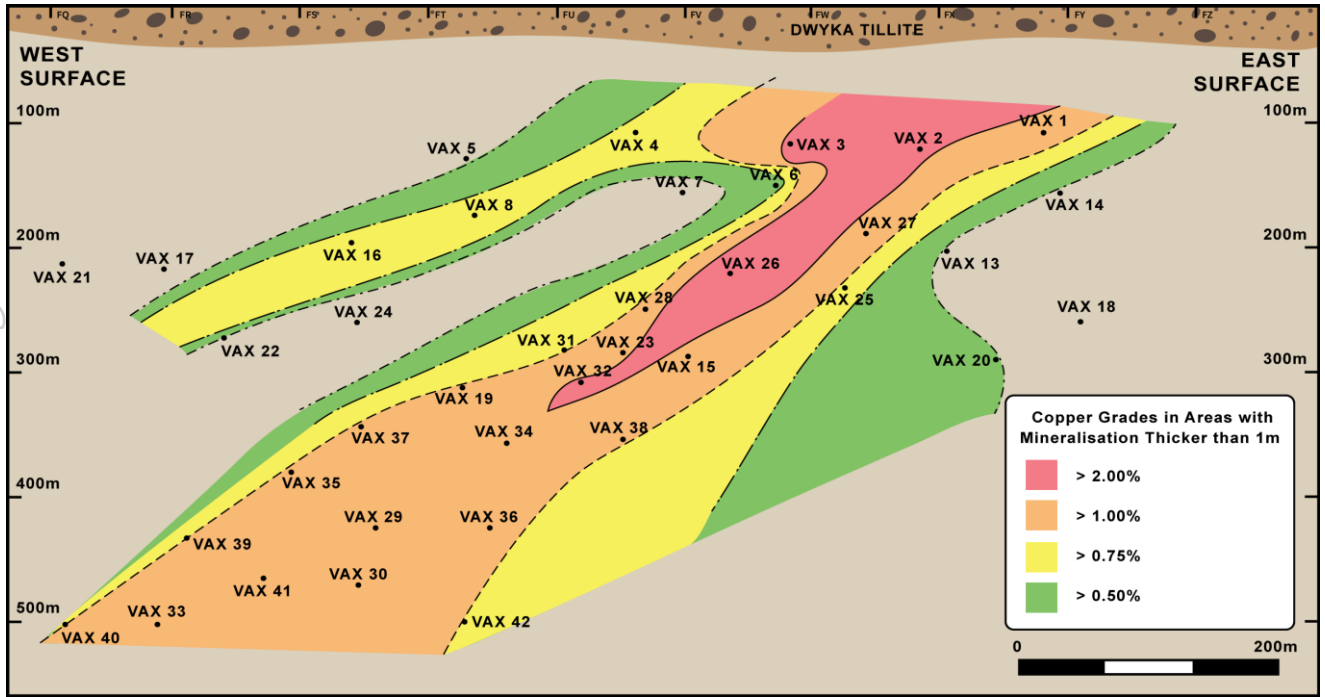 FQ FR FS FT FU FV FW FX FY FZ
DWYKA TILLITE
WEST
SURFACE
EAST
SURFACE
100m
100m
VAX 1
VAX 2
VAX 3
VAX 4
VAX 5
VAX 6
VAX 7
VAX 8
VAX 14
VAX 27
200m
200m
VAX 16
VAX 17
VAX 21
VAX 13
VAX 26
VAX 28
VAX 25
VAX 18
VAX 24
VAX 22
VAX 31
VAX 23
300m
300m
VAX 32
VAX 15
VAX 20
VAX 19
VAX 37
VAX 34
VAX 38
400m
VAX 35
VAX 29
VAX 36
VAX 39
VAX 41
VAX 30
500m
VAX 33
VAX 40
VAX 42
Copper Grades in Areas with
Mineralisation Thicker than 1m
> 2.00%
> 1.00%
> 0.75%
> 0.50%
0 200m